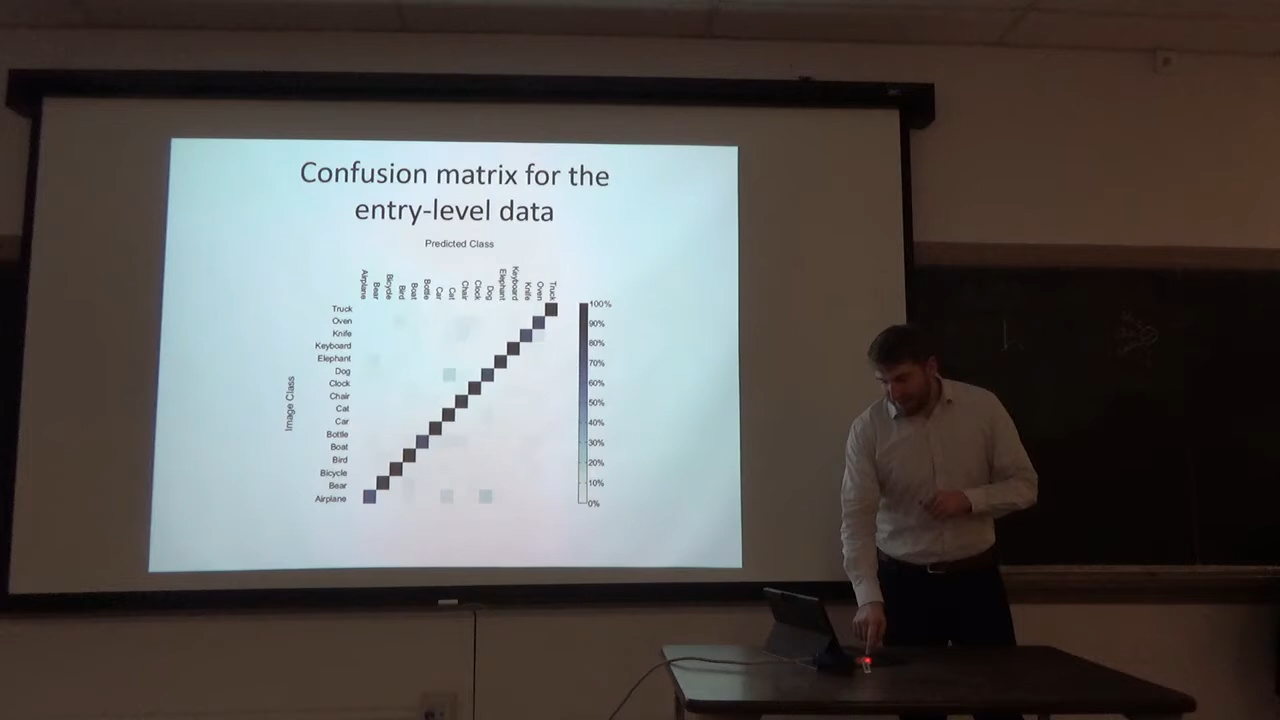 Confusion matrix for the
entry-level data
Predicted Class
Airplane
Bear
Bicycle
Bird
Boat
Bottle
Car
Cat
Chair
Clock
Dog
Elephant
Keyboard
Knife
Oven
Truck
Image Class
Truck
Oven
Knife
Keyboard
Elephant
Dog
Clock
Chair
Cat
Car
Bottle
Boat
Bird
Bicycle
Bear
Airplane
100%
90%
80%
70%
60%
50%
40%
30%
20%
10%
0%